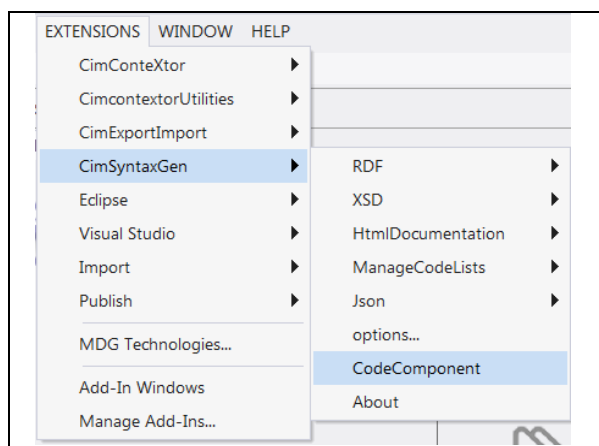 EXTENSIONS WINDOW HELP
CimConteXtor
CimcontextorUtilities
CimExportImport
CimSyntaxGen
Eclipse
Visual Studio
Import
Publish
MDG Technologies...
Add-In Windows
Manage Add-Ins...
RDF
XSD
HtmlDocumentation
ManageCodeLists
Json
options...
CodeComponent
About